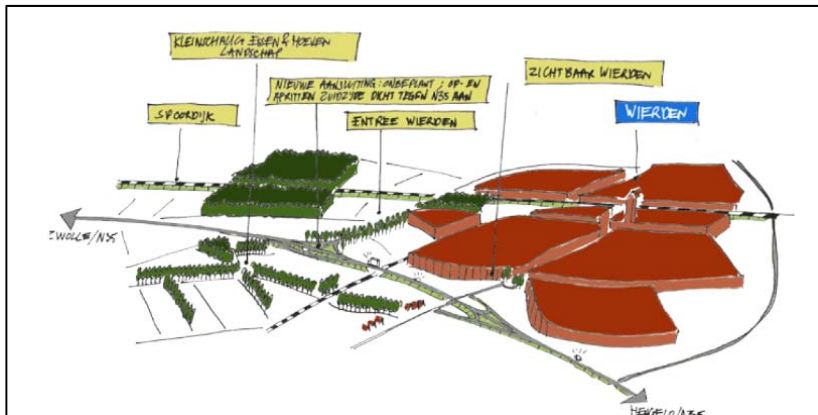 KLEINSCHALIG ESSEN & HOEVEN
LANDSCHAP
NIEUWE AANSLUITING: ONBEPLANT; OP- EN
AFRITTEN ZUIDZIJDE DICHT TEGEN N35 AAN
ZICHTBAAR WIERDEN
SPOORDIJK
ENTREE WIERDEN
WIERDEN
ZWOLLE/N35
HENGELO/A35